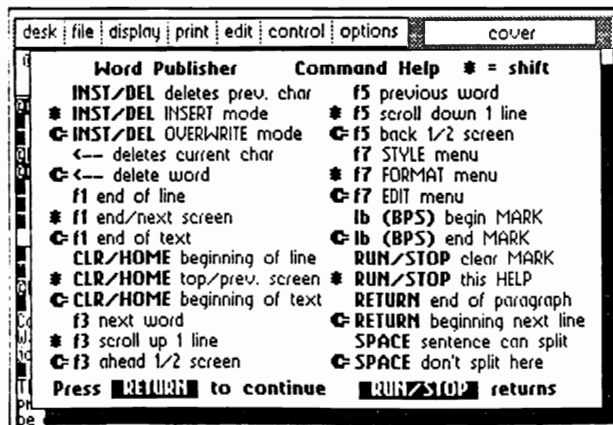 desk file display print edit control options cover
Word Publisher Command Help * = shift
INST/DEL deletes prev. char
* INST/DEL INSERT mode
C= INST/DEL OVERWRITE mode
<-- deletes current char
C= <-- delete word
f1 end of line
* f1 end/next screen
C= f1 end of text
CLR/HOME beginning of line
* CLR/HOME top/prev. screen
C= CLR/HOME beginning of text
f3 next word
* f3 scroll up 1 line
C= f3 ahead 1/2 screen
f5 previous word
* f5 scroll down 1 line
C= f5 back 1/2 screen
f7 STYLE menu
* f7 FORMAT menu
C= f7 EDIT menu
lb (BPS) begin MARK
C= lb (BPS) end MARK
RUN/STOP clear MARK
* RUN/STOP this HELP
RETURN end of paragraph
C= RETURN beginning next line
SPACE sentence can split
C= SPACE don't split here
Press RETURN to continue RUN/STOP returns
be